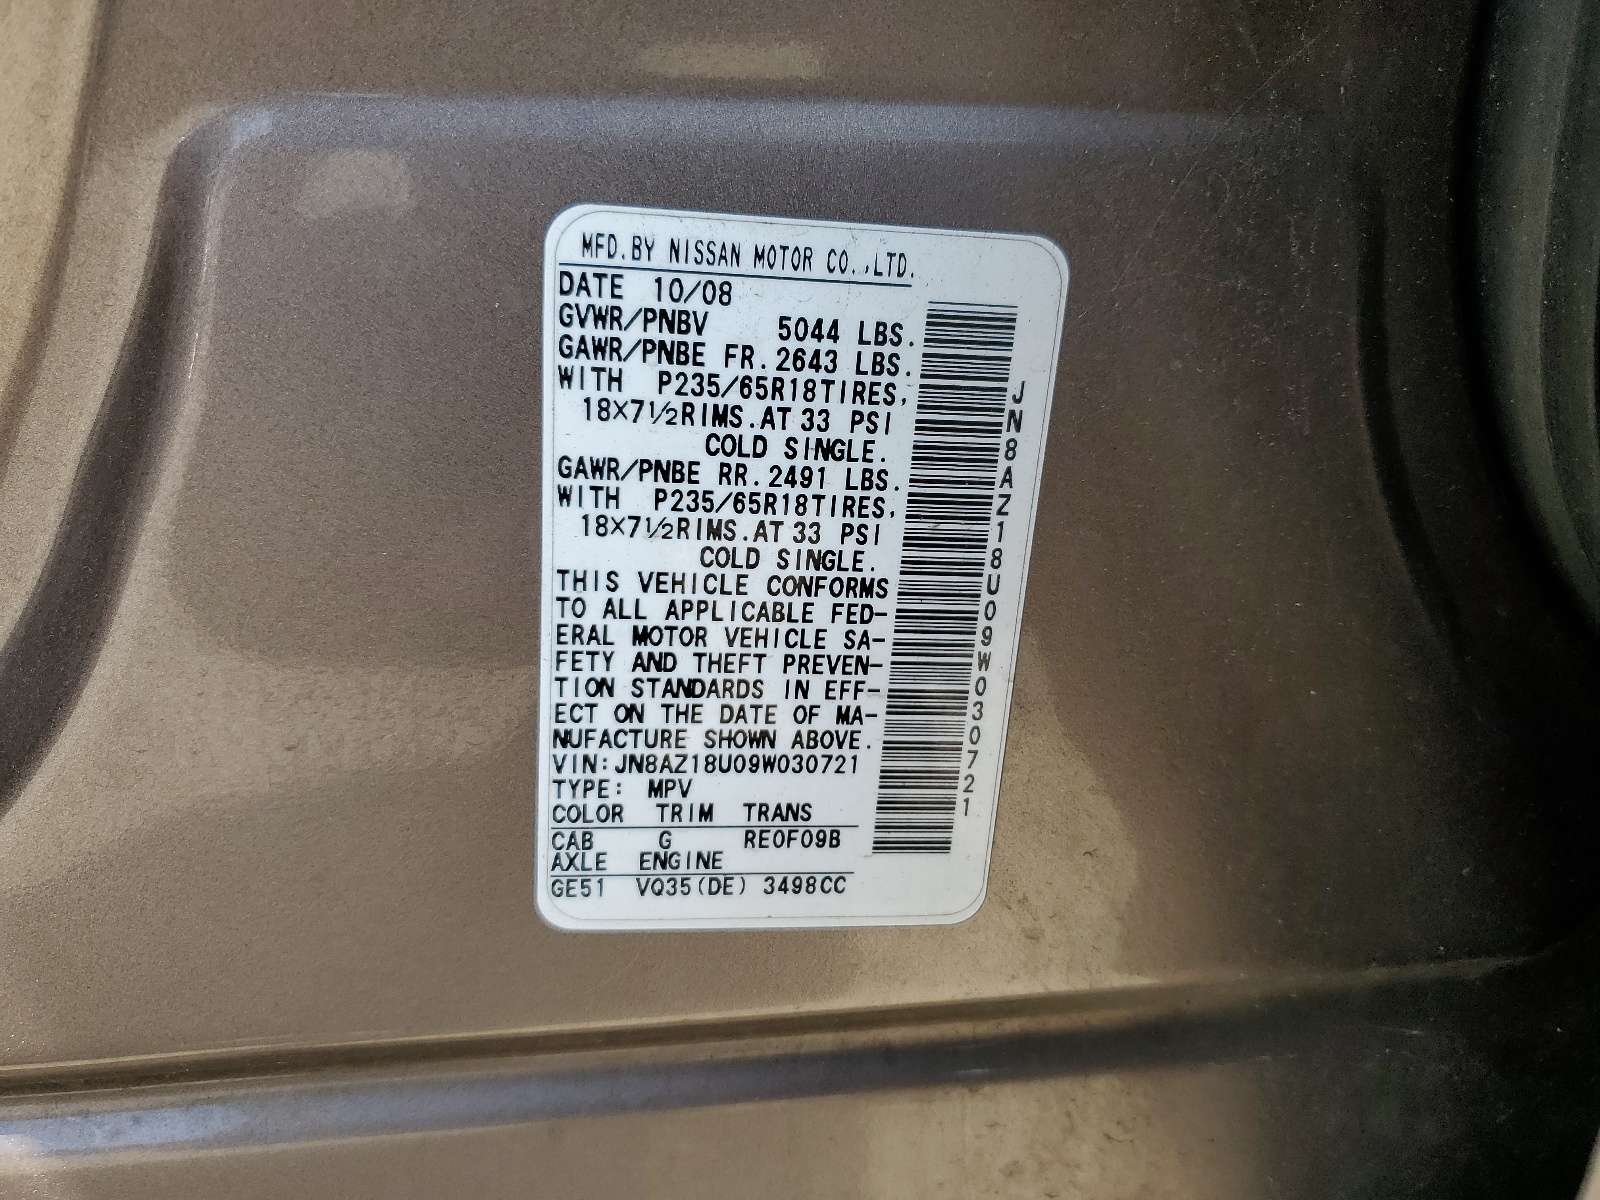 MFD.BY NISSAN MOTOR CO.,LTD.
DATE 10/08
GVWR/PNBV 5044 LBS.
GAWR/PNBE FR.2643 LBS.
WITH P235/65R18TIRES,
18×7½RIMS.AT 33 PSI
COLD SINGLE.
GAWR/PNBE RR.2491 LBS.
WITH P235/65R18TIRES,
18×7½RIMS.AT 33 PSI
COLD SINGLE.
THIS VEHICLE CONFORMS
TO ALL APPLICABLE FED-
ERAL MOTOR VEHICLE SA-
FETY AND THEFT PREVEN-
TION STANDARDS IN EFF-
ECT ON THE DATE OF MA-
NUFACTURE SHOWN ABOVE.
VIN:JN8AZ18U09W030721
TYPE: MPV
COLOR TRIM TRANS
CAB G RE0F09B
AXLE ENGINE
GE51 VQ35(DE) 3498CC
JN8AZ18U09W030721